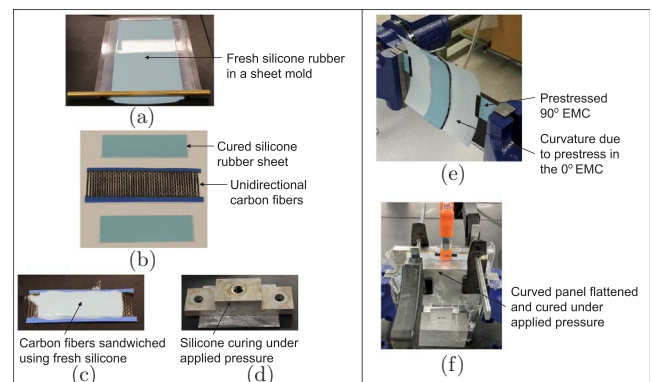 Fresh silicone rubber
in a sheet mold
(a)
Cured silicone
rubber sheet
Unidirectional
carbon fibers
(b)
Carbon fibers sandwiched
using fresh silicone
(c)
Silicone curing under
applied pressure
(d)
Prestressed
90° EMC
Curvature due
to prestress in
the 0° EMC
(e)
Curved panel flattened
and cured under
applied pressure
(f)